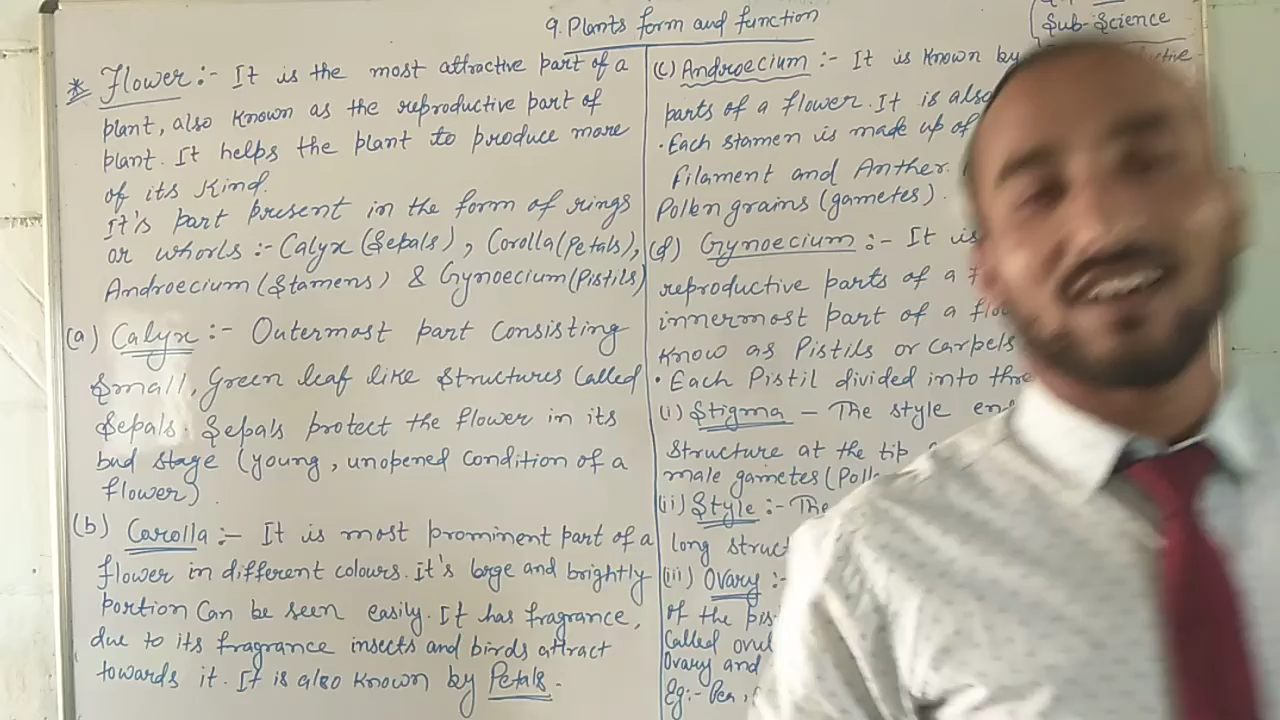 9. Plants form and function
Sub-Science
* Flower :- It is the most attractive part of a
plant, also known as the reproductive part of
plant. It helps the plant to produce more
of its kind.
It's part present in the form of rings
or whorls :- Calyx (Sepals), Corolla (Petals),
Androecium (Stamens) & Gynoecium (Pistils)
(a) Calyx :- Outermost part consisting
Small, Green leaf like structures called
Sepals. Sepals protect the flower in its
bud stage (young, unopened condition of a
flower).
(b) Carolla :- It is most prominent part of a
flower in different colours. It's large and brightly
portion can be seen easily. It has fragrance,
due to its fragrance insects and birds attract
towards it. It is also known by Petals.
(c) Androecium :- It is known by
parts of a flower. It is also
• Each stamen is made up of
Filament and Anther.
Pollen grains (gametes).
(d) Gynoecium :- It is
reproductive parts of a
innermost part of a
know as Pistils or carpels
• Each Pistil divided into
(i) Stigma - The style
Structure at the tip
male gametes
(ii) Style :- The
long
(iii) Ovary :-
of the
called
Ovary and
Eg:-